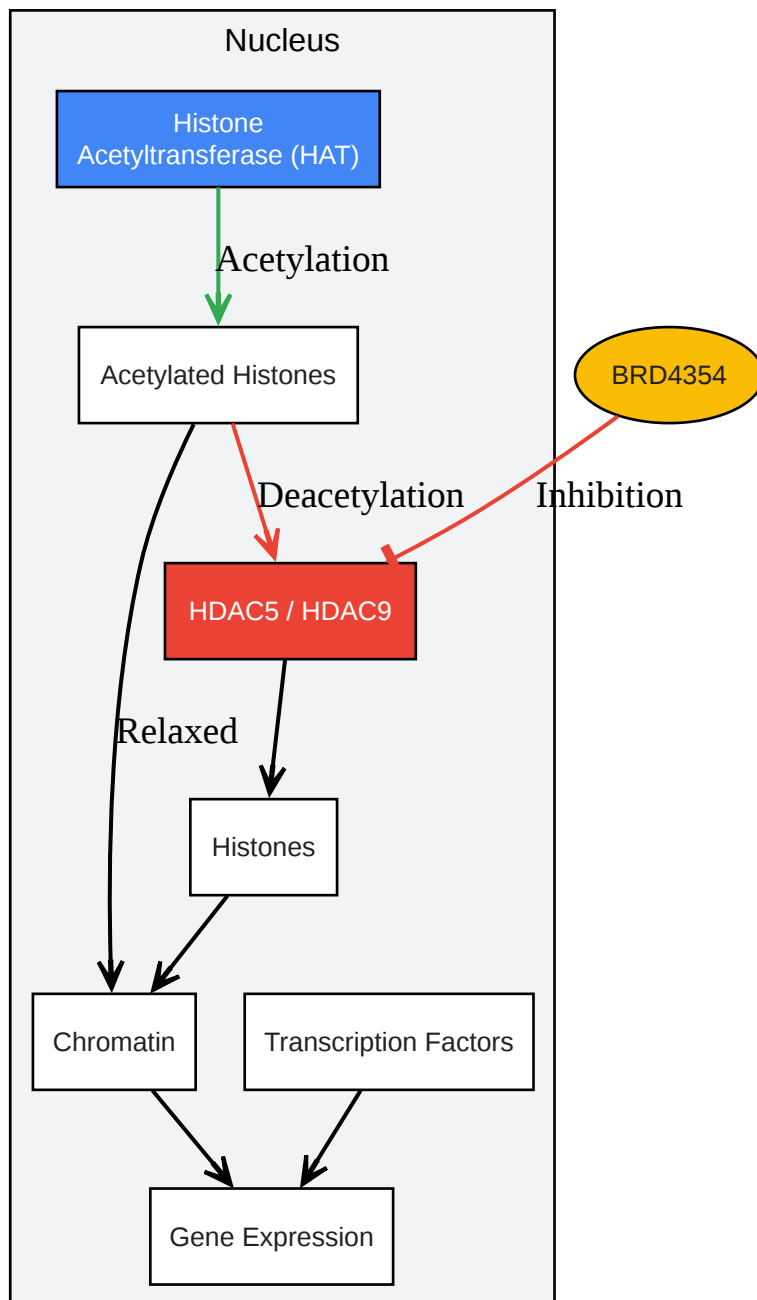 Nucleus
Histone
Acetyltransferase (HAT)
Acetylation
Acetylated Histones
BRD4354
Deacetylation
Inhibition
HDAC5 / HDAC9
Relaxed
Histones
Chromatin
Transcription Factors
Gene Expression